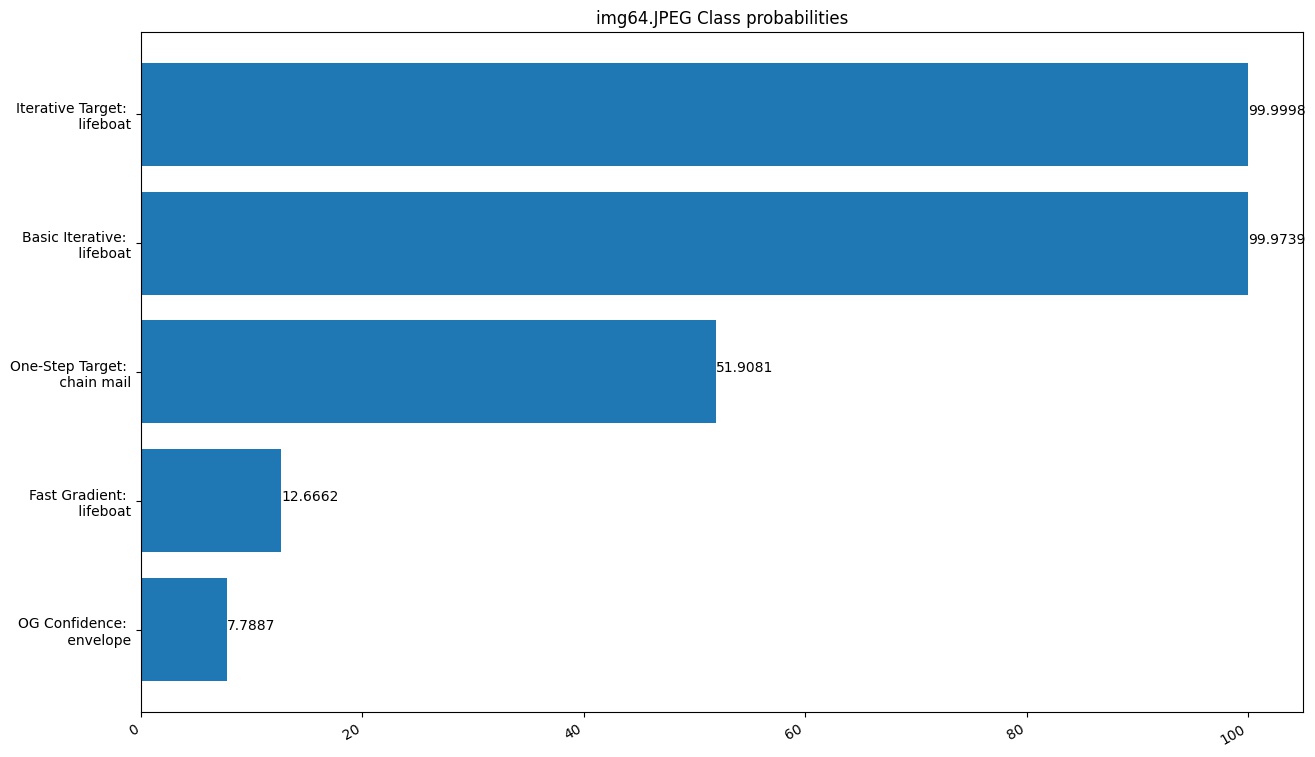 img64.JPEG Class probabilities
Iterative Target:
lifeboat
99.9998
Basic Iterative:
lifeboat
99.9739
One-Step Target:
chain mail
51.9081
Fast Gradient:
lifeboat
12.6662
OG Confidence:
envelope
7.7887
0 20 40 60 80 100